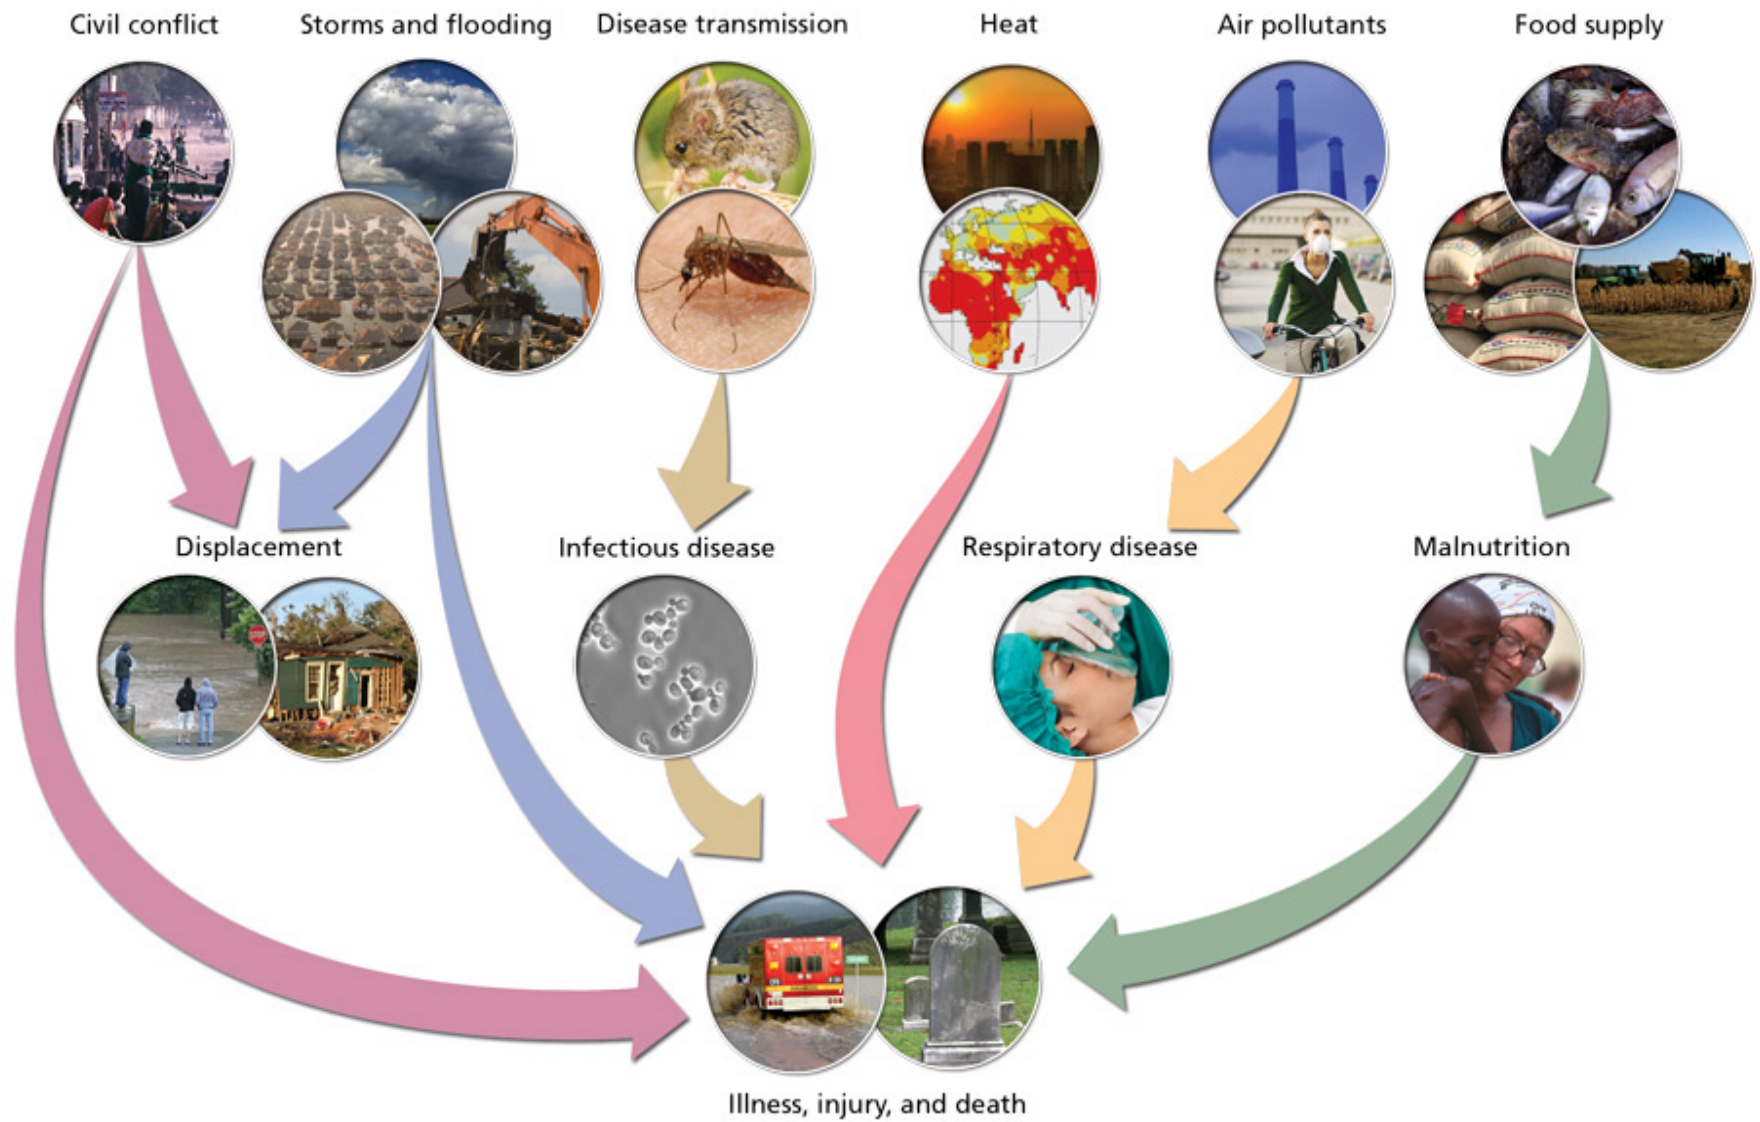 Civil conflict
Storms and flooding
Disease transmission
Heat
Air pollutants
Food supply
Displacement
Infectious disease
Respiratory disease
Malnutrition
STOP
Illness, injury, and death